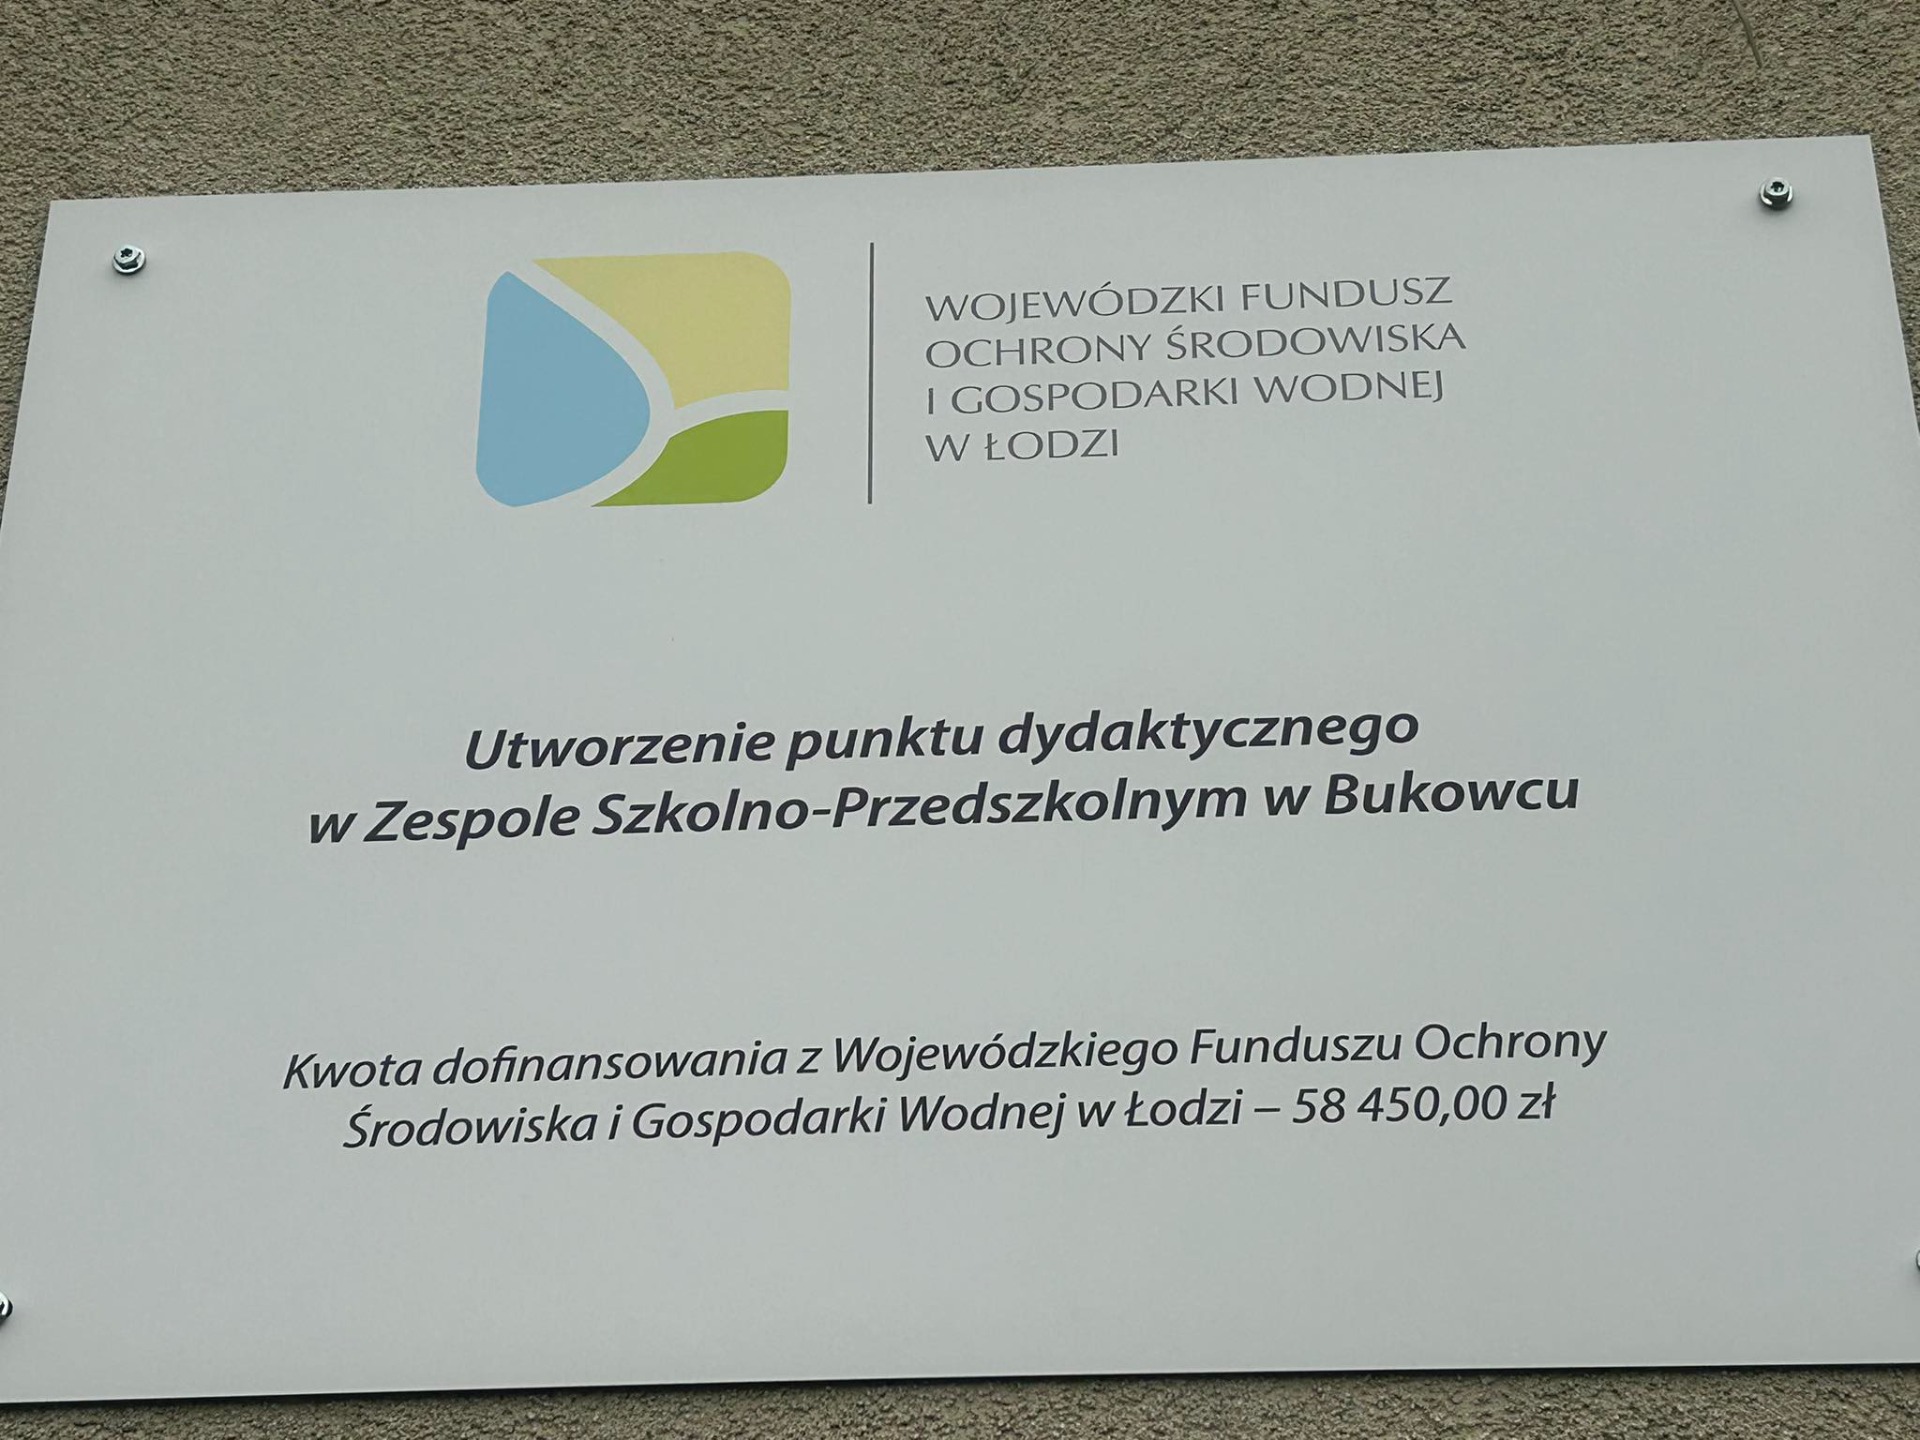 WOJEWÓDZKI FUNDUSZ
OCHRONY ŚRODOWISKA
I GOSPODARKI WODNEJ
W ŁODZI
Utworzenie punktu dydaktycznego
w Zespole Szkolno-Przedszkolnym w Bukowcu
Kwota dofinansowania z Wojewódzkiego Funduszu Ochrony
Środowiska i Gospodarki Wodnej w Łodzi – 58 450,00 zł